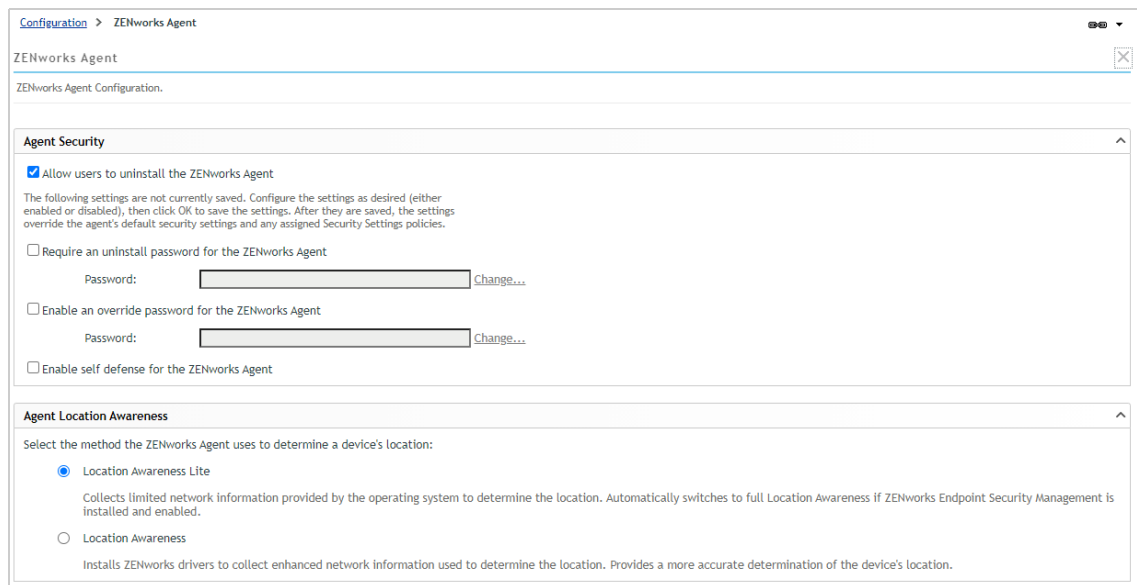 Configuration > ZENworks Agent
ZENworks Agent
ZENworks Agent Configuration.
Agent Security
Allow users to uninstall the ZENworks Agent
The following settings are not currently saved. Configure the settings as desired (either
enabled or disabled), then click OK to save the settings. After they are saved, the settings
override the agent's default security settings and any assigned Security Settings policies.
Require an uninstall password for the ZENworks Agent
Password: Change...
Enable an override password for the ZENworks Agent
Password: Change...
Enable self defense for the ZENworks Agent
Agent Location Awareness
Select the method the ZENworks Agent uses to determine a device's location:
Location Awareness Lite
Collects limited network information provided by the operating system to determine the location. Automatically switches to full Location Awareness if ZENworks Endpoint Security Management is
installed and enabled.
Location Awareness
Installs ZENworks drivers to collect enhanced network information used to determine the location. Provides a more accurate determination of the device's location.